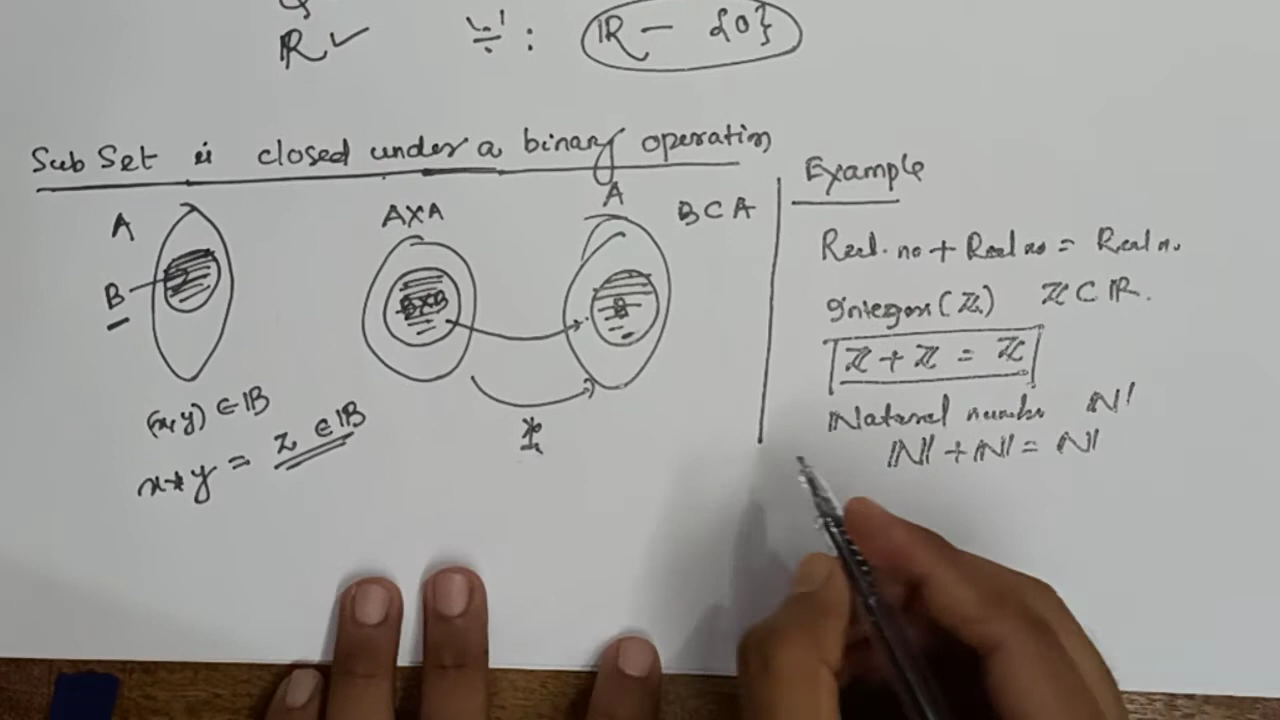 R ✓ ÷ : R - {0}
Sub Set is closed under a binary operation
A
B
(x, y) ∈ B
x * y = z ∈ B
A X A
B×B
A
B
B ⊂ A
*
Example
Real. no + Real no = Real no
Integers (Z) Z ⊂ R.
Z + Z = Z
Natural number N
N + N = N